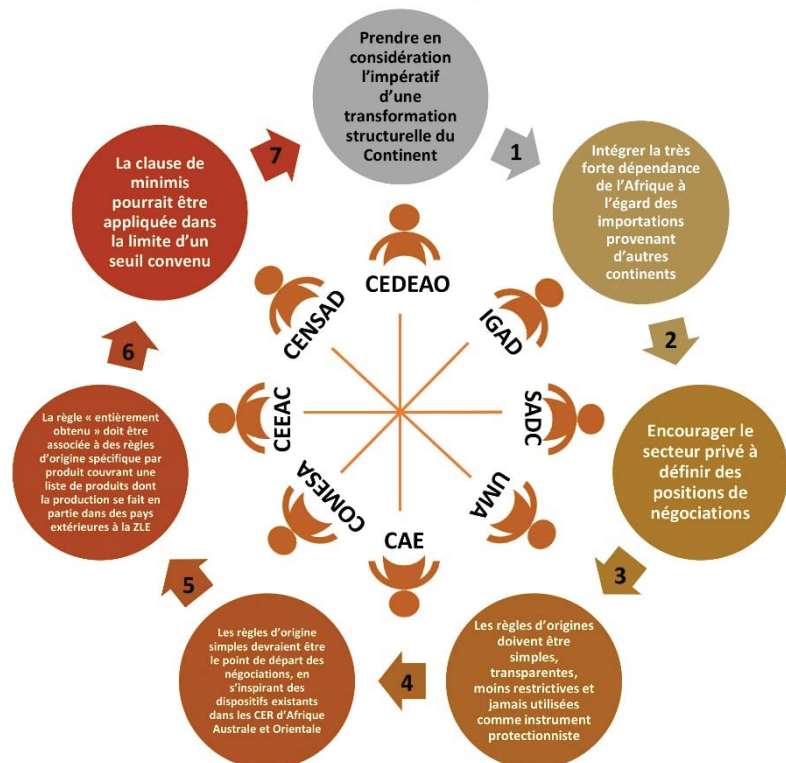 Prendre en
considération
l'impératif
d'une
transformation
structurelle du
Continent
1
Intégrer la très
forte dépendance
de l'Afrique à
l'égard des
importations
provenant
d'autres
continents
2
Encourager le
secteur privé à
définir des
positions de
négociations
3
Les règles d'origines
doivent être
simples,
transparentes,
moins restrictives et
jamais utilisées
comme instrument
protectionniste
4
Les règles d'origine
simples devraient être
le point de départ des
négociations, en
s'inspirant des
dispositifs existants
dans les CER d'Afrique
Australe et Orientale
5
La règle « entièrement
obtenu » doit être
associée à des règles
d'origine spécifique par
produit couvrant une
liste de produits dont
la production se fait en
partie dans des pays
extérieures à la ZLE
6
La clause de
minimis
pourrait être
appliquée dans
la limite d'un
seuil convenu
7
CEDEAO
IGAD
SADC
UMA
CAE
COMESA
CEEAC
CENSAD